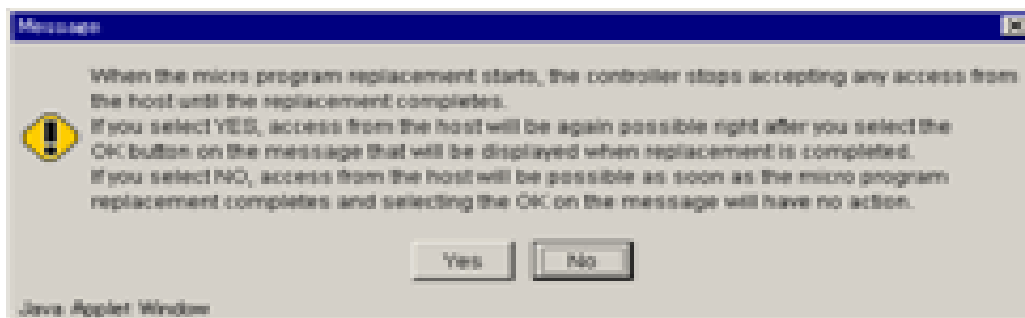 Message
When the micro program replacement starts, the controller stops accepting any access from
the host until the replacement completes.
If you select YES, access from the host will be again possible right after you select the
OK button on the message that will be displayed when replacement is completed.
If you select NO, access from the host will be possible as soon as the micro program
replacement completes and selecting the OK on the message will have no action.
Yes
No
Java Applet Window